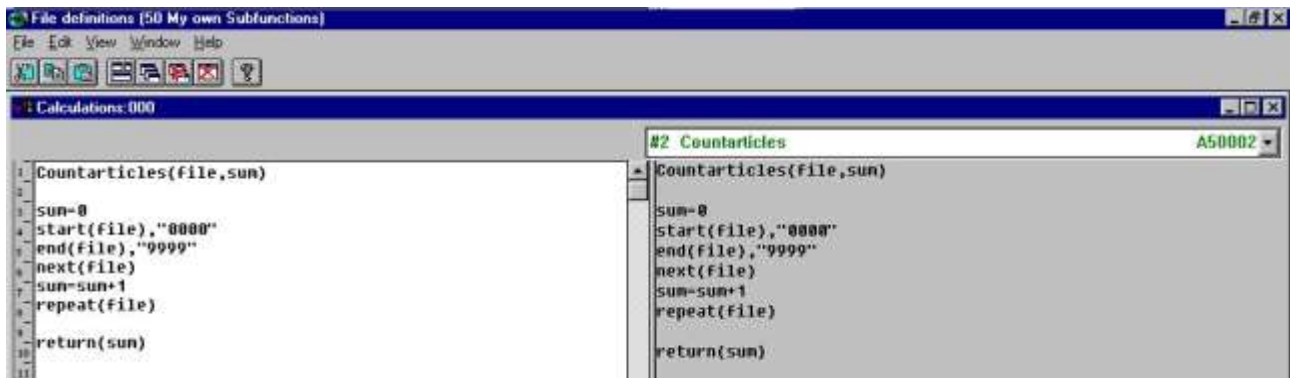 File definitions (50 My own Subfunctions)
File Edit View Window Help
Calculations:000
#2 Countarticles A50002
1 Countarticles(file,sum)
2
3 sum=0
4 start(file),"0000"
5 end(file),"9999"
6 next(file)
7 sum=sum+1
8 repeat(file)
9
10 return(sum)
11
Countarticles(file,sum)
sum=0
start(file),"0000"
end(file),"9999"
next(file)
sum=sum+1
repeat(file)
return(sum)